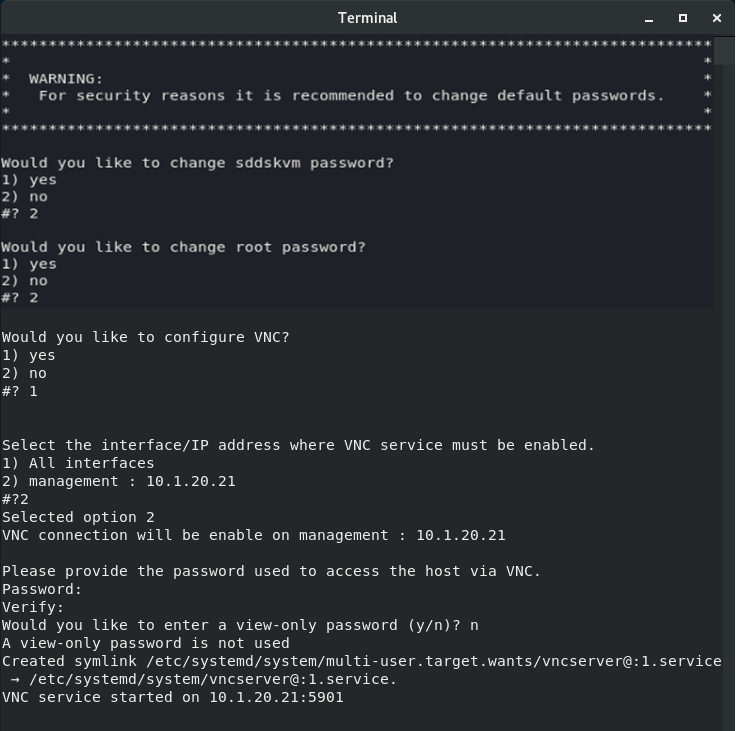 Terminal
****************************************************************************
*                                                                          *
*  WARNING:                                                                *
*   For security reasons it is recommended to change default passwords.    *
*                                                                          *
****************************************************************************
Would you like to change sddskvm password?
1) yes
2) no
#? 2
Would you like to change root password?
1) yes
2) no
#? 2
Would you like to configure VNC?
1) yes
2) no
#? 1
Select the interface/IP address where VNC service must be enabled.
1) All interfaces
2) management : 10.1.20.21
#?2
Selected option 2
VNC connection will be enable on management : 10.1.20.21
Please provide the password used to access the host via VNC.
Password:
Verify:
Would you like to enter a view-only password (y/n)? n
A view-only password is not used
Created symlink /etc/systemd/system/multi-user.target.wants/vncserver@:1.service
→ /etc/systemd/system/vncserver@:1.service.
VNC service started on 10.1.20.21:5901